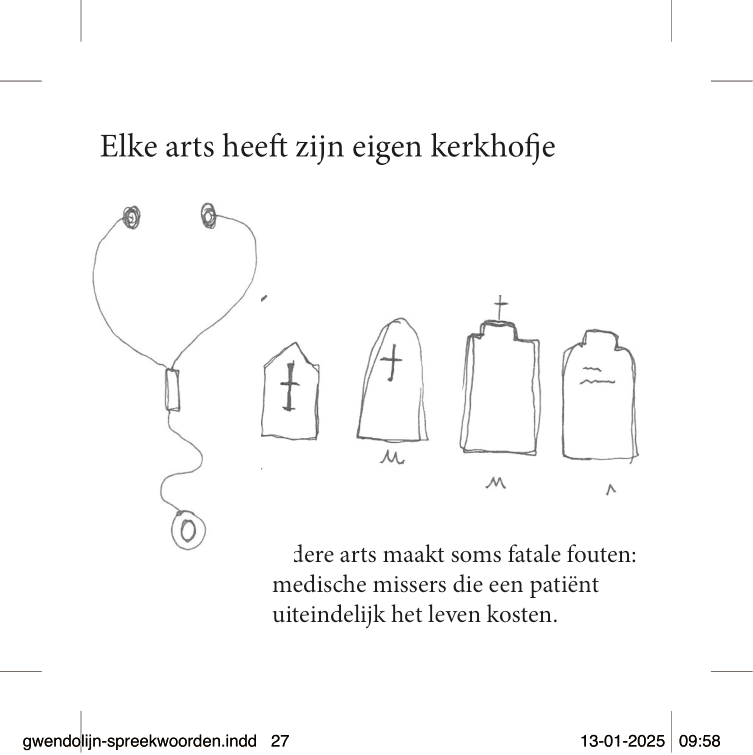 Elke arts heeft zijn eigen kerkhofje
dere arts maakt soms fatale fouten:
medische missers die een patiënt
uiteindelijk het leven kosten.
gwendolijn-spreekwoorden.indd 27
13-01-2025 09:58